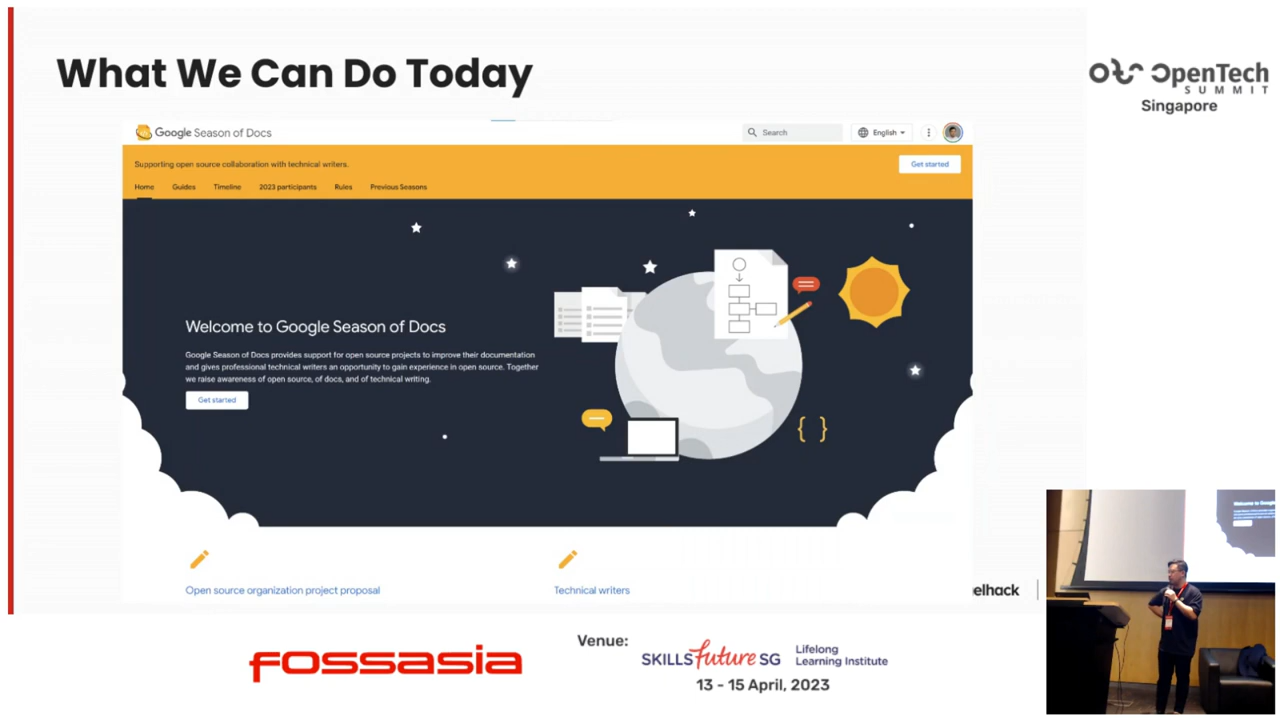 What We Can Do Today
OpenTech
SUMMIT
Singapore
Google Season of Docs
Search
English
Supporting open source collaboration with technical writers.
Get started
Home
Guides
Timeline
2023 participants
Rules
Previous Seasons
Welcome to Google Season of Docs
Google Season of Docs provides support for open source projects to improve their documentation
and gives professional technical writers an opportunity to gain experience in open source. Together
we raise awareness of open source, of docs, and of technical writing.
Get started
{ }
Open source organization project proposal
Technical writers
elhack
Welcome to Google
fossasia
Venue:
SKILLSfuture SG
Lifelong
Learning Institute
13 - 15 April, 2023